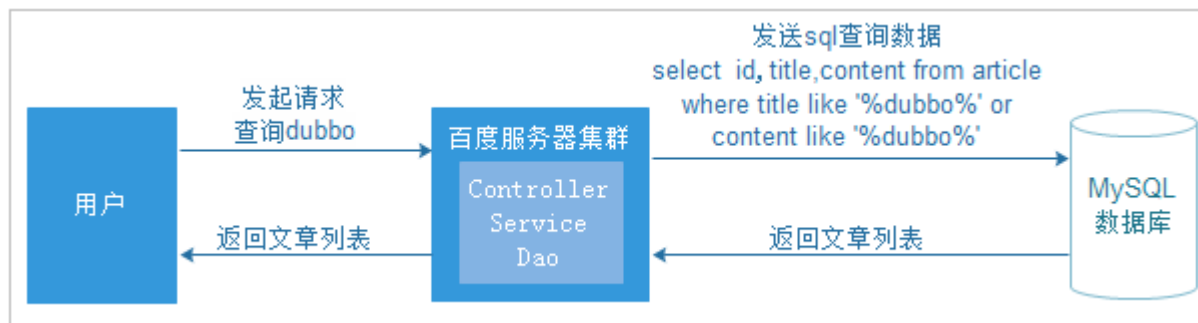 用户
发起请求
查询dubbo
返回文章列表
百度服务器集群
Controller
Service
Dao
发送sql查询数据
select id, title,content from article
where title like '%dubbo%' or
content like '%dubbo%'
返回文章列表
MySQL
数据库